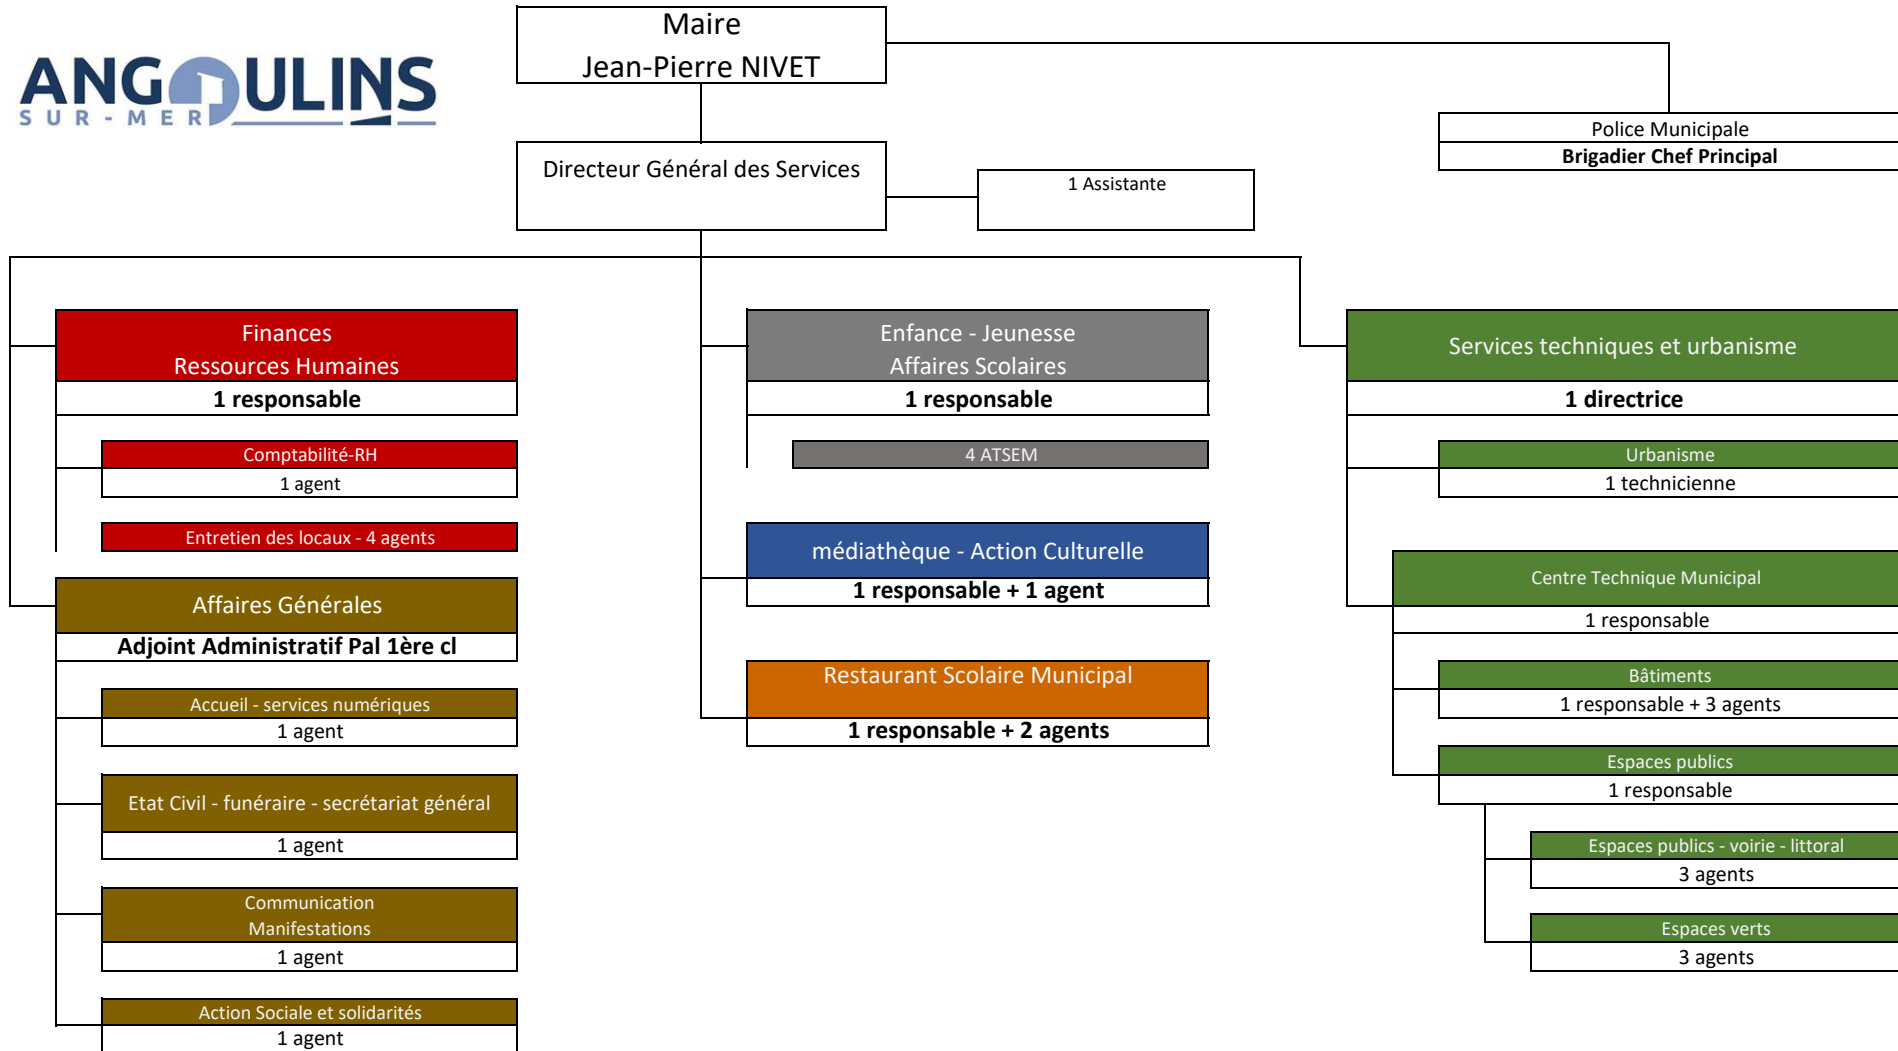 Maire
Jean-Pierre NIVET
ANGOULINS
SUR-MER
Police Municipale
Brigadier Chef Principal
Directeur Général des Services
1 Assistante
Finances
Ressources Humaines
1 responsable
Comptabilité-RH
1 agent
Entretien des locaux - 4 agents
Affaires Générales
Adjoint Administratif Pal 1ère cl
Accueil - services numériques
1 agent
Etat Civil - funéraire - secrétariat général
1 agent
Communication
Manifestations
1 agent
Action Sociale et solidarités
1 agent
Enfance - Jeunesse
Affaires Scolaires
1 responsable
4 ATSEM
médiathèque - Action Culturelle
1 responsable + 1 agent
Restaurant Scolaire Municipal
1 responsable + 2 agents
Services techniques et urbanisme
1 directrice
Urbanisme
1 technicienne
Centre Technique Municipal
1 responsable
Bâtiments
1 responsable + 3 agents
Espaces publics
1 responsable
Espaces publics - voirie - littoral
3 agents
Espaces verts
3 agents